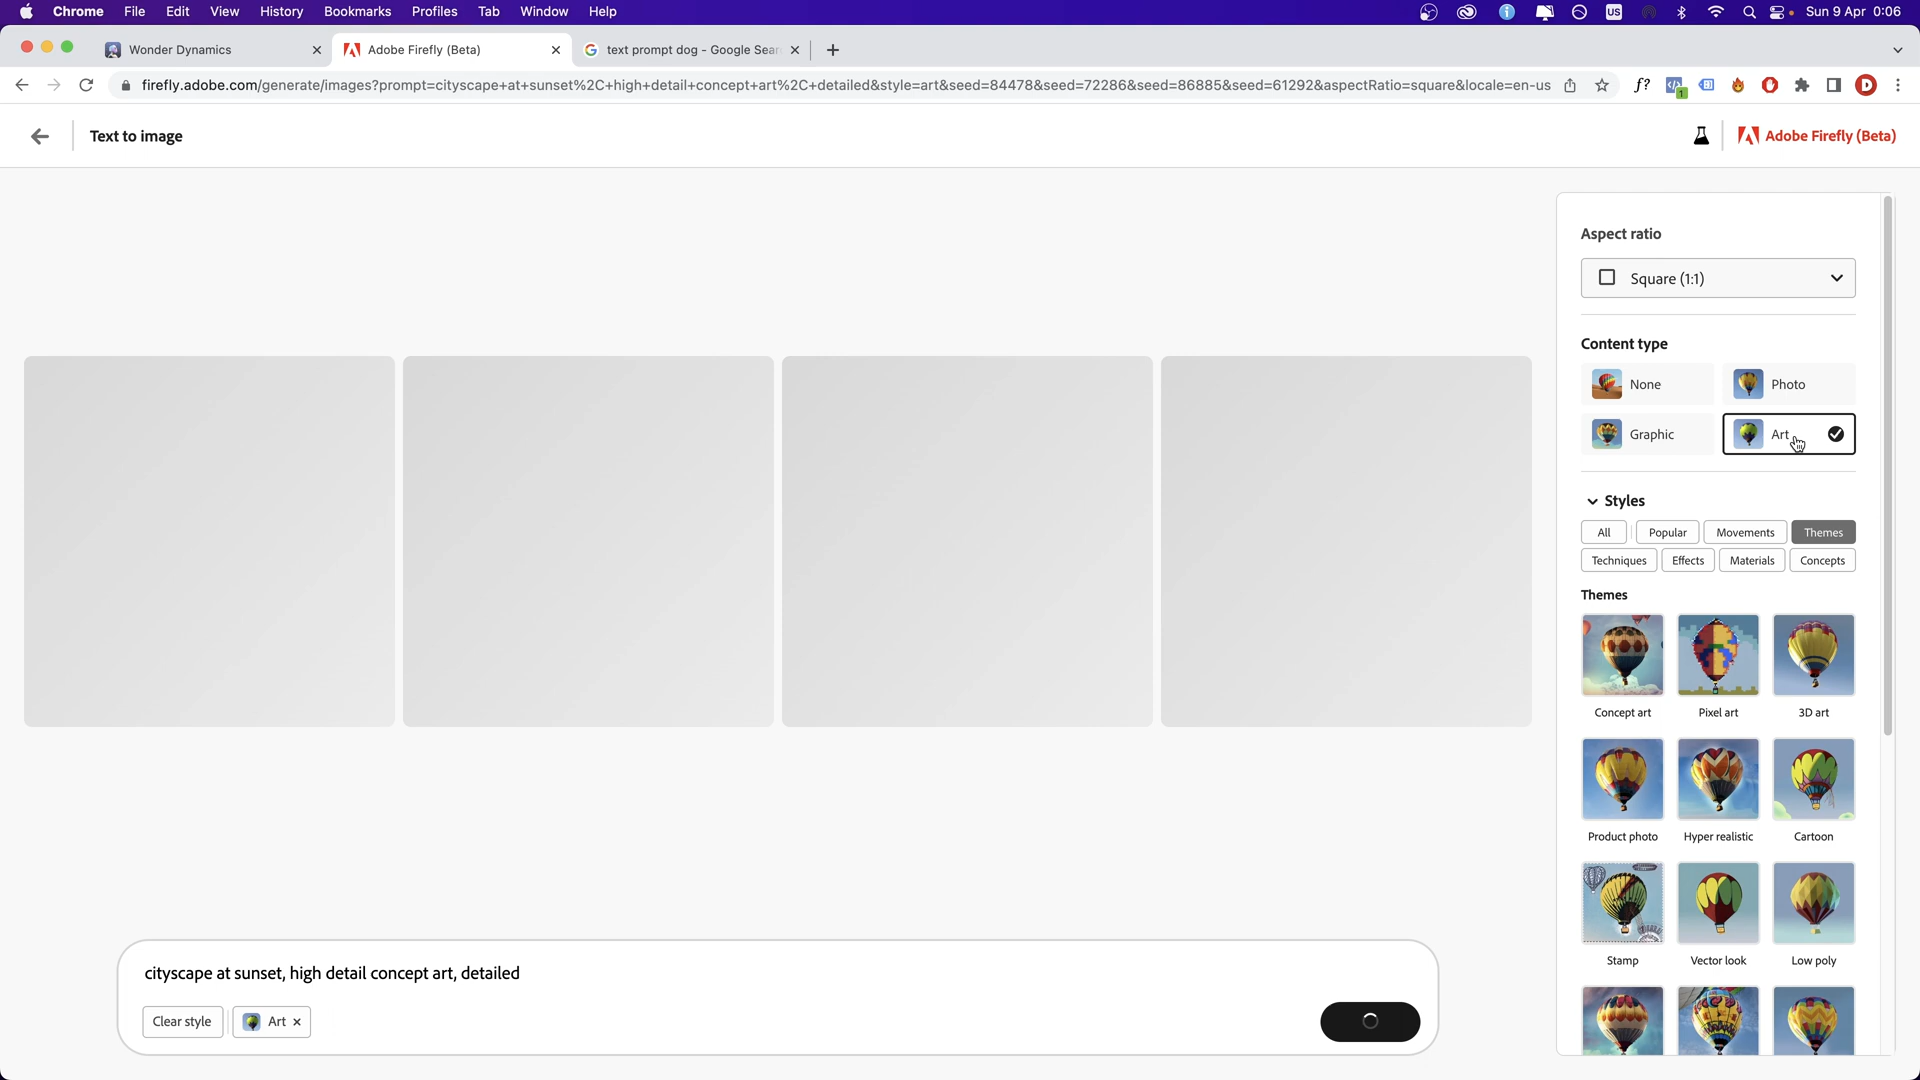 Chrome File Edit View History Bookmarks Profiles Tab Window Help US Sun 9 Apr 0:06
Wonder Dynamics Adobe Firefly (Beta) text prompt dog - Google Sear
firefly.adobe.com/generate/images?prompt=cityscape+at+sunset%2C+high+detail+concept+art%2C+detailed&style=art&seed=84478&seed=72286&seed=86885&seed=61292&aspectRatio=square&locale=en-us f? 1 D
Text to image Adobe Firefly (Beta)
Aspect ratio
Square (1:1)
Content type
None Photo
Graphic Art
Styles
All Popular Movements Themes
Techniques Effects Materials Concepts
Themes
Concept art Pixel art 3D art
Product photo Hyper realistic Cartoon
Stamp Vector look Low poly
cityscape at sunset, high detail concept art, detailed
Clear style Art